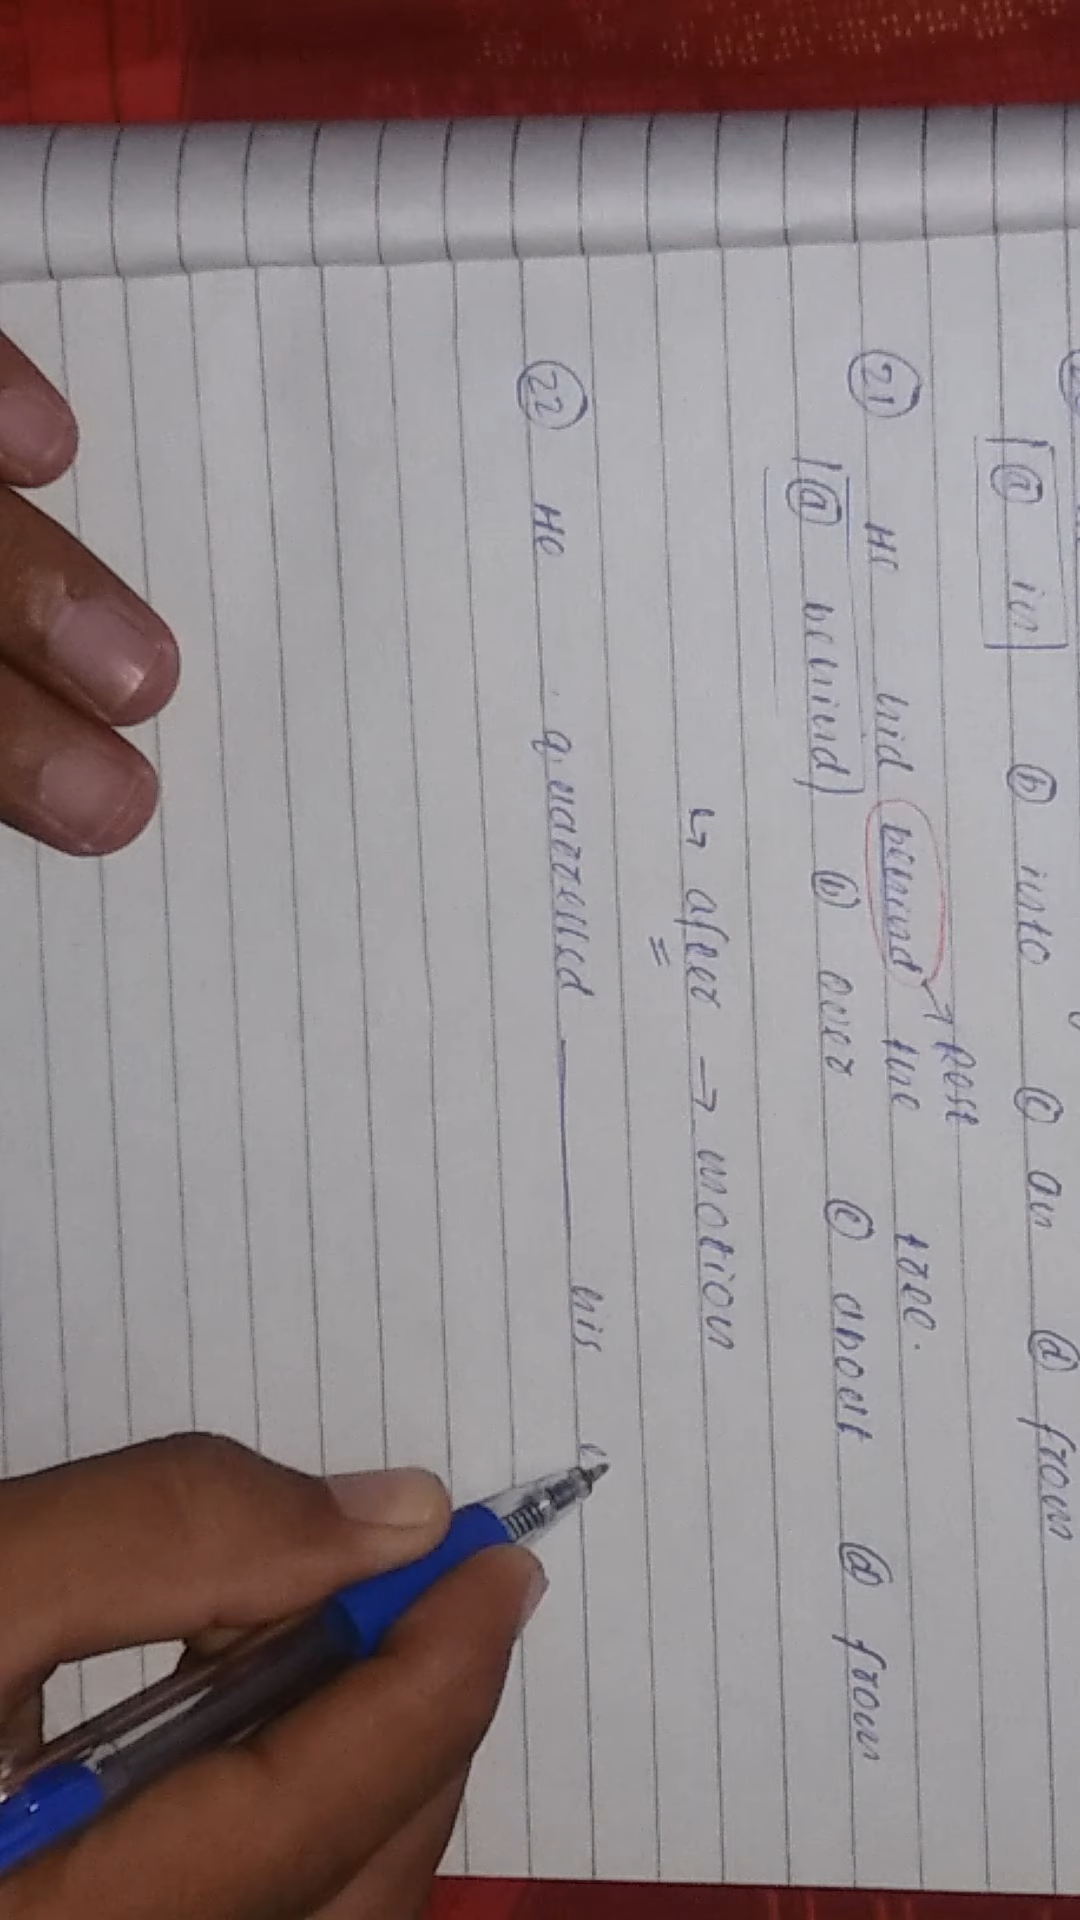 ⓐ in ⓑ into ⓒ on ⓓ from
㉑ He hid behind the tree.
ⓐ behind ⓑ over ⓒ about ⓓ from
↳ after → motion
㉒ He quarrelled ______ his